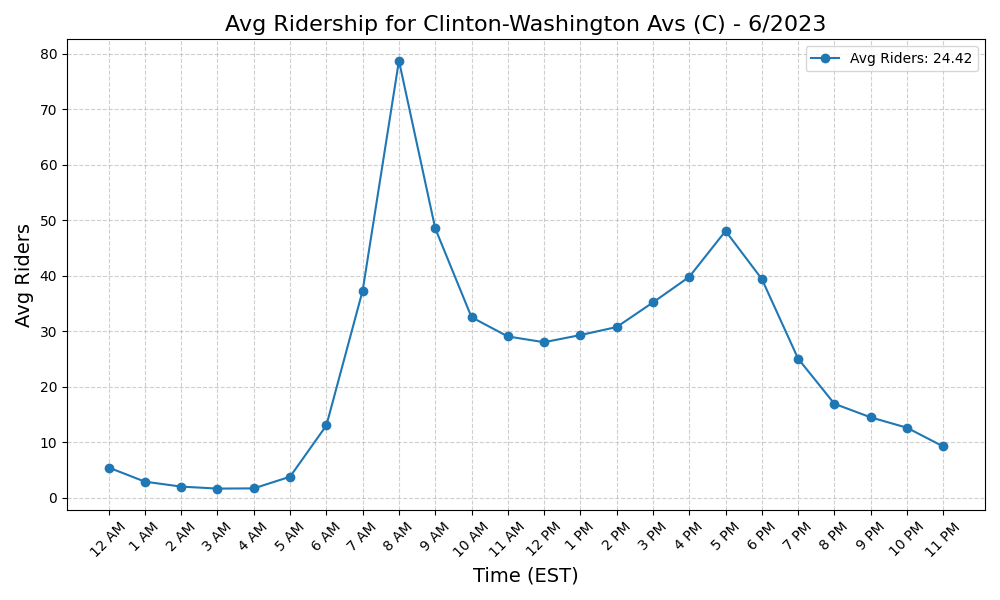 Avg Ridership for Clinton-Washington Avs (C) - 6/2023
Avg Riders: 24.42
Avg Riders
80
70
60
50
40
30
20
10
0
12 AM
1 AM
2 AM
3 AM
4 AM
5 AM
6 AM
7 AM
8 AM
9 AM
10 AM
11 AM
12 PM
1 PM
2 PM
3 PM
4 PM
5 PM
6 PM
7 PM
8 PM
9 PM
10 PM
11 PM
Time (EST)